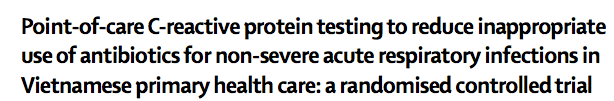 Point-of-care C-reactive protein testing to reduce inappropriate
use of antibiotics for non-severe acute respiratory infections in
Vietnamese primary health care: a randomised controlled trial